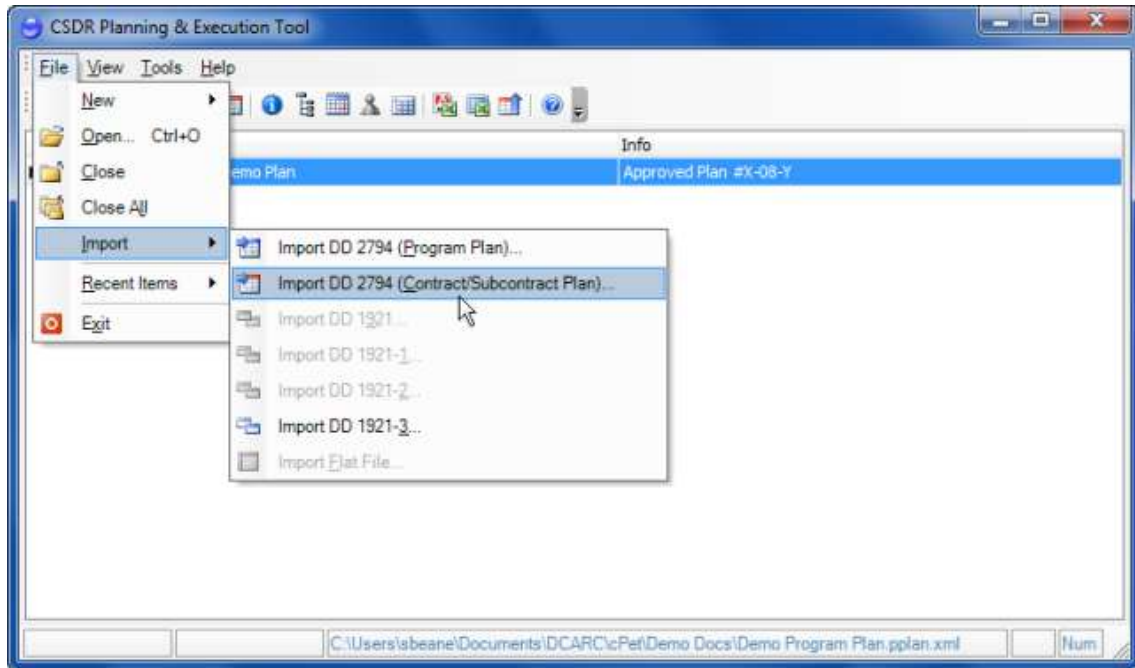 CSDR Planning & Execution Tool
File View Tools Help
New
Open... Ctrl+O
Info
Close
emo Plan Approved Plan #X-08-Y
Close All
Import
Import DD 2794 (Program Plan)...
Recent Items
Import DD 2794 (Contract/Subcontract Plan)...
Exit
Import DD 1921...
Import DD 1921-1...
Import DD 1921-2...
Import DD 1921-3...
Import Flat File...
C:\Users\sbeane\Documents\DCARC\cPet\Demo Docs\Demo Program Plan.pplan.xml Num